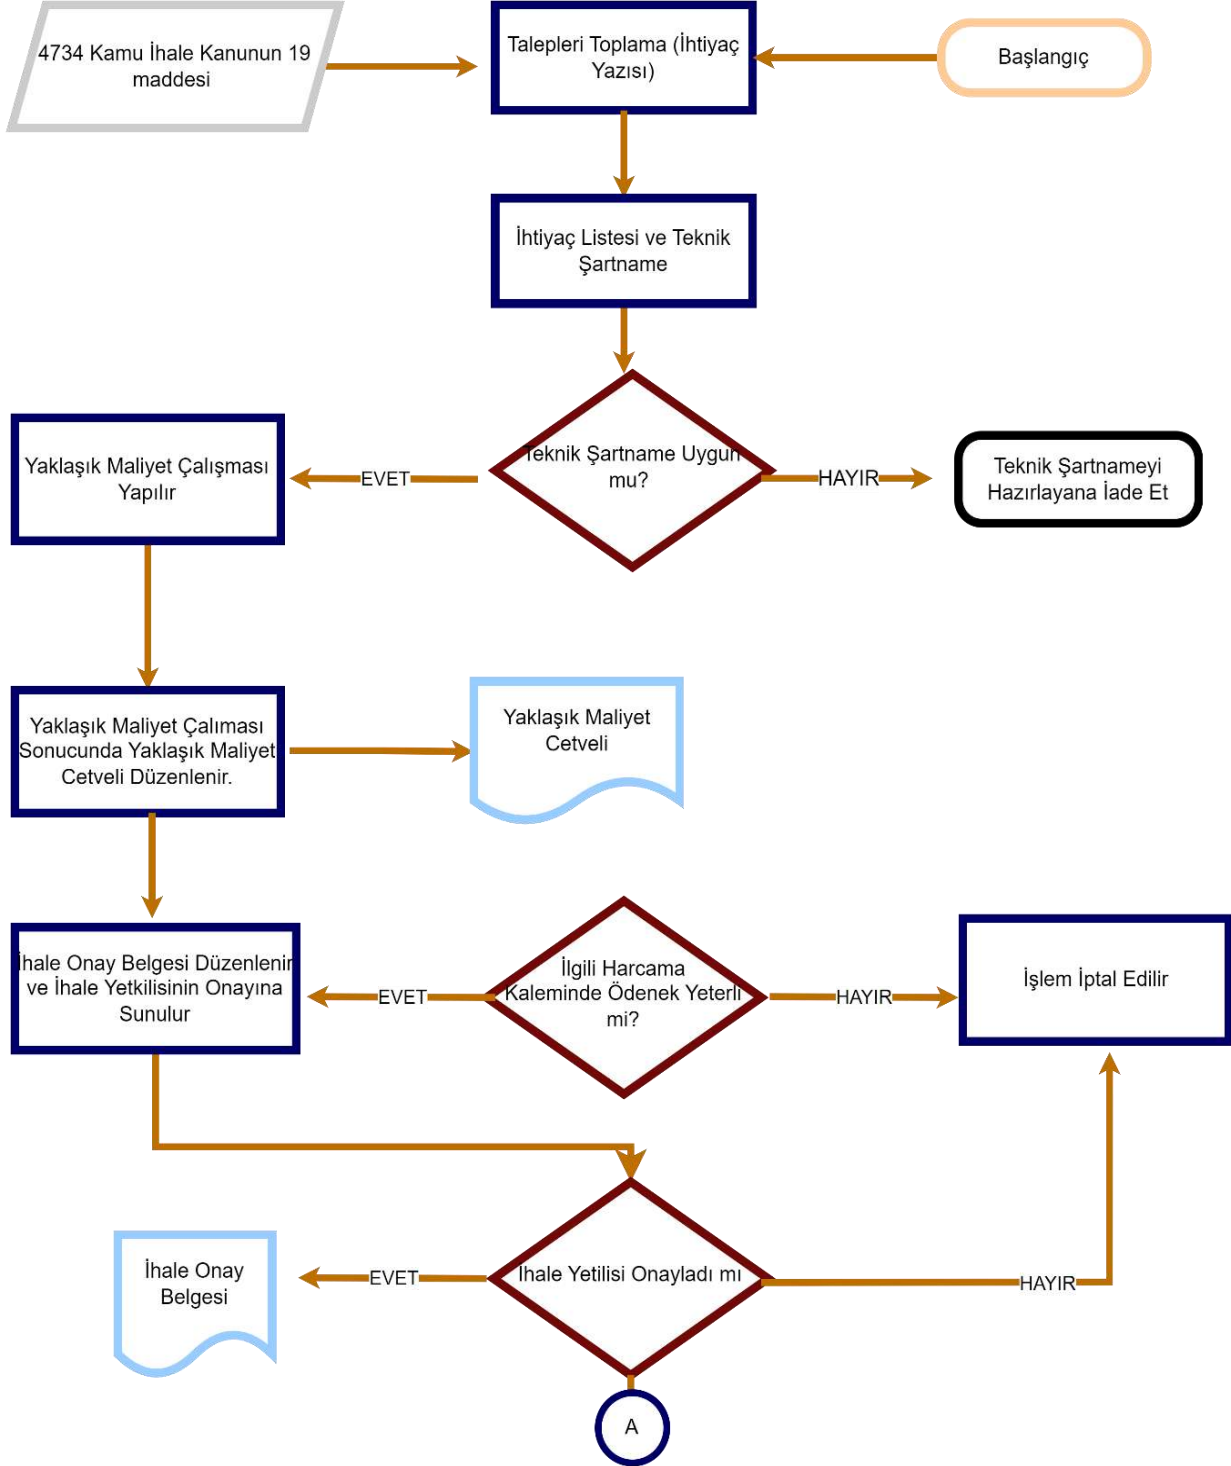 4734 Kamu İhale Kanunun 19
maddesi
Talepleri Toplama (İhtiyaç
Yazısı)
Başlangıç
İhtiyaç Listesi ve Teknik
Şartname
Yaklaşık Maliyet Çalışması
Yapılır
EVET
Teknik Şartname Uygun
mu?
HAYIR
Teknik Şartnameyi
Hazırlayana İade Et
Yaklaşık Maliyet Çalıması
Sonucunda Yaklaşık Maliyet
Cetveli Düzenlenir.
Yaklaşık Maliyet
Cetveli
İhale Onay Belgesi Düzenlenir
ve İhale Yetkilisinin Onayına
Sunulur
EVET
İlgili Harcama
Kaleminde Ödenek Yeterli
mi?
HAYIR
İşlem İptal Edilir
İhale Onay
Belgesi
EVET
İhale Yetilisi Onayladı mı
HAYIR
A